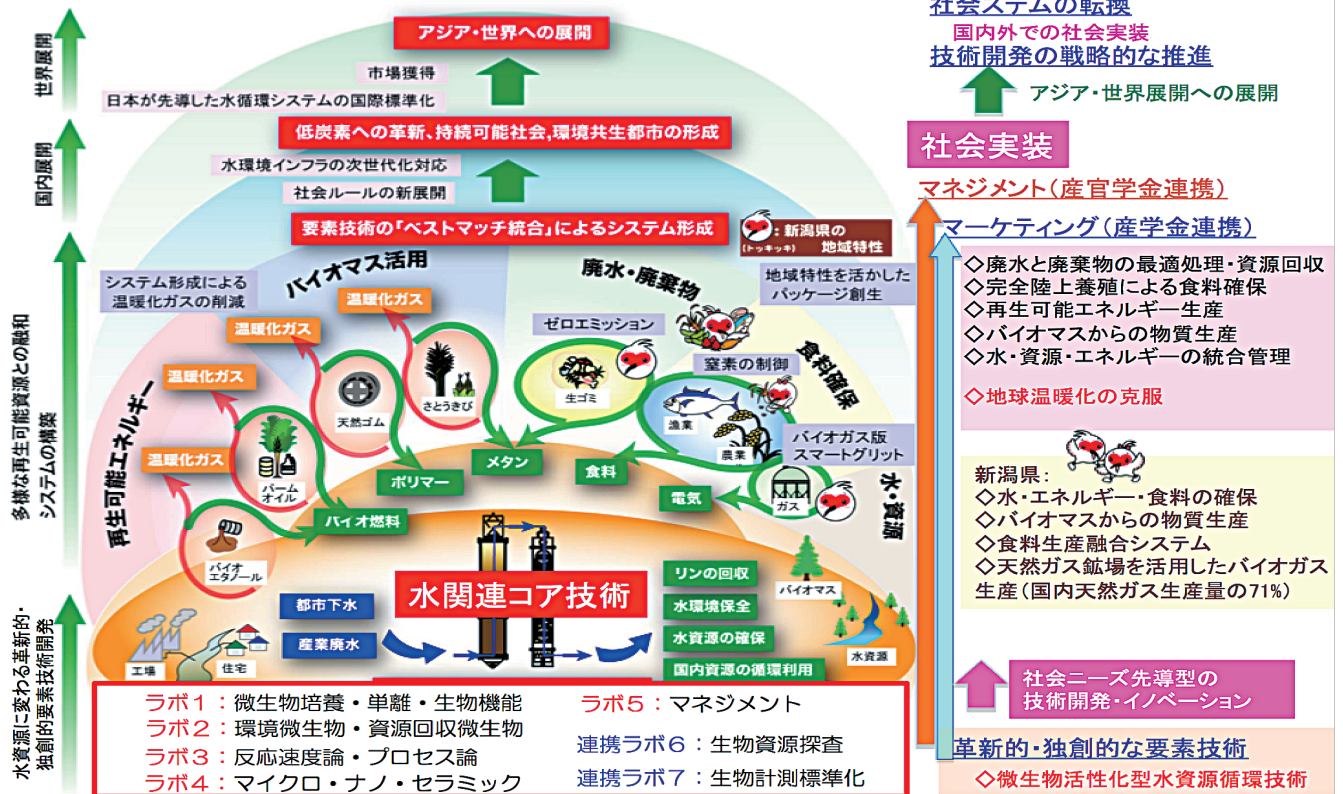 世界展開
国内展開
多様な再生可能資源との融和
システムの構築
水資源に変わる革新的・
独創的要素技術開発
アジア・世界への展開
市場獲得
日本が先導した水循環システムの国際標準化
低炭素への革新、持続可能社会,環境共生都市の形成
水環境インフラの次世代化対応
社会ルールの新展開
要素技術の「ベストマッチ統合」によるシステム形成
:新潟県の
(トッキッキ) 地域特性
システム形成による
温暖化ガスの削減
バイオマス活用
廃水・廃棄物
地域特性を活かした
パッケージ創生
温暖化ガス
温暖化ガス
ゼロエミッション
窒素の制御
食料確保
温暖化ガス
天然ゴム
さとうきび
生ゴミ
漁業
農業
バイオガス版
スマートグリット
再生可能エネルギー
温暖化ガス
パーム
オイル
ポリマー
メタン
食料
電気
ガス
水・資源
バイオ燃料
バイオ
エタノール
水関連コア技術
都市下水
産業廃水
リンの回収
水環境保全
水資源の確保
国内資源の循環利用
バイオマス
水資源
工場
住宅
ラボ1:微生物培養・単離・生物機能
ラボ2:環境微生物・資源回収微生物
ラボ3:反応速度論・プロセス論
ラボ4:マイクロ・ナノ・セラミック
ラボ5:マネジメント
連携ラボ6:生物資源探査
連携ラボ7:生物計測標準化
社会ステムの転換
国内外での社会実装
技術開発の戦略的な推進
アジア・世界展開への展開
社会実装
マネジメント(産官学金連携)
マーケティング(産学金連携)
◇廃水と廃棄物の最適処理・資源回収
◇完全陸上養殖による食料確保
◇再生可能エネルギー生産
◇バイオマスからの物質生産
◇水・資源・エネルギーの統合管理
◇地球温暖化の克服
新潟県:
◇水・エネルギー・食料の確保
◇バイオマスからの物質生産
◇食料生産融合システム
◇天然ガス鉱場を活用したバイオガス
生産(国内天然ガス生産量の71%)
社会ニーズ先導型の
技術開発・イノベーション
革新的・独創的な要素技術
◇微生物活性化型水資源循環技術